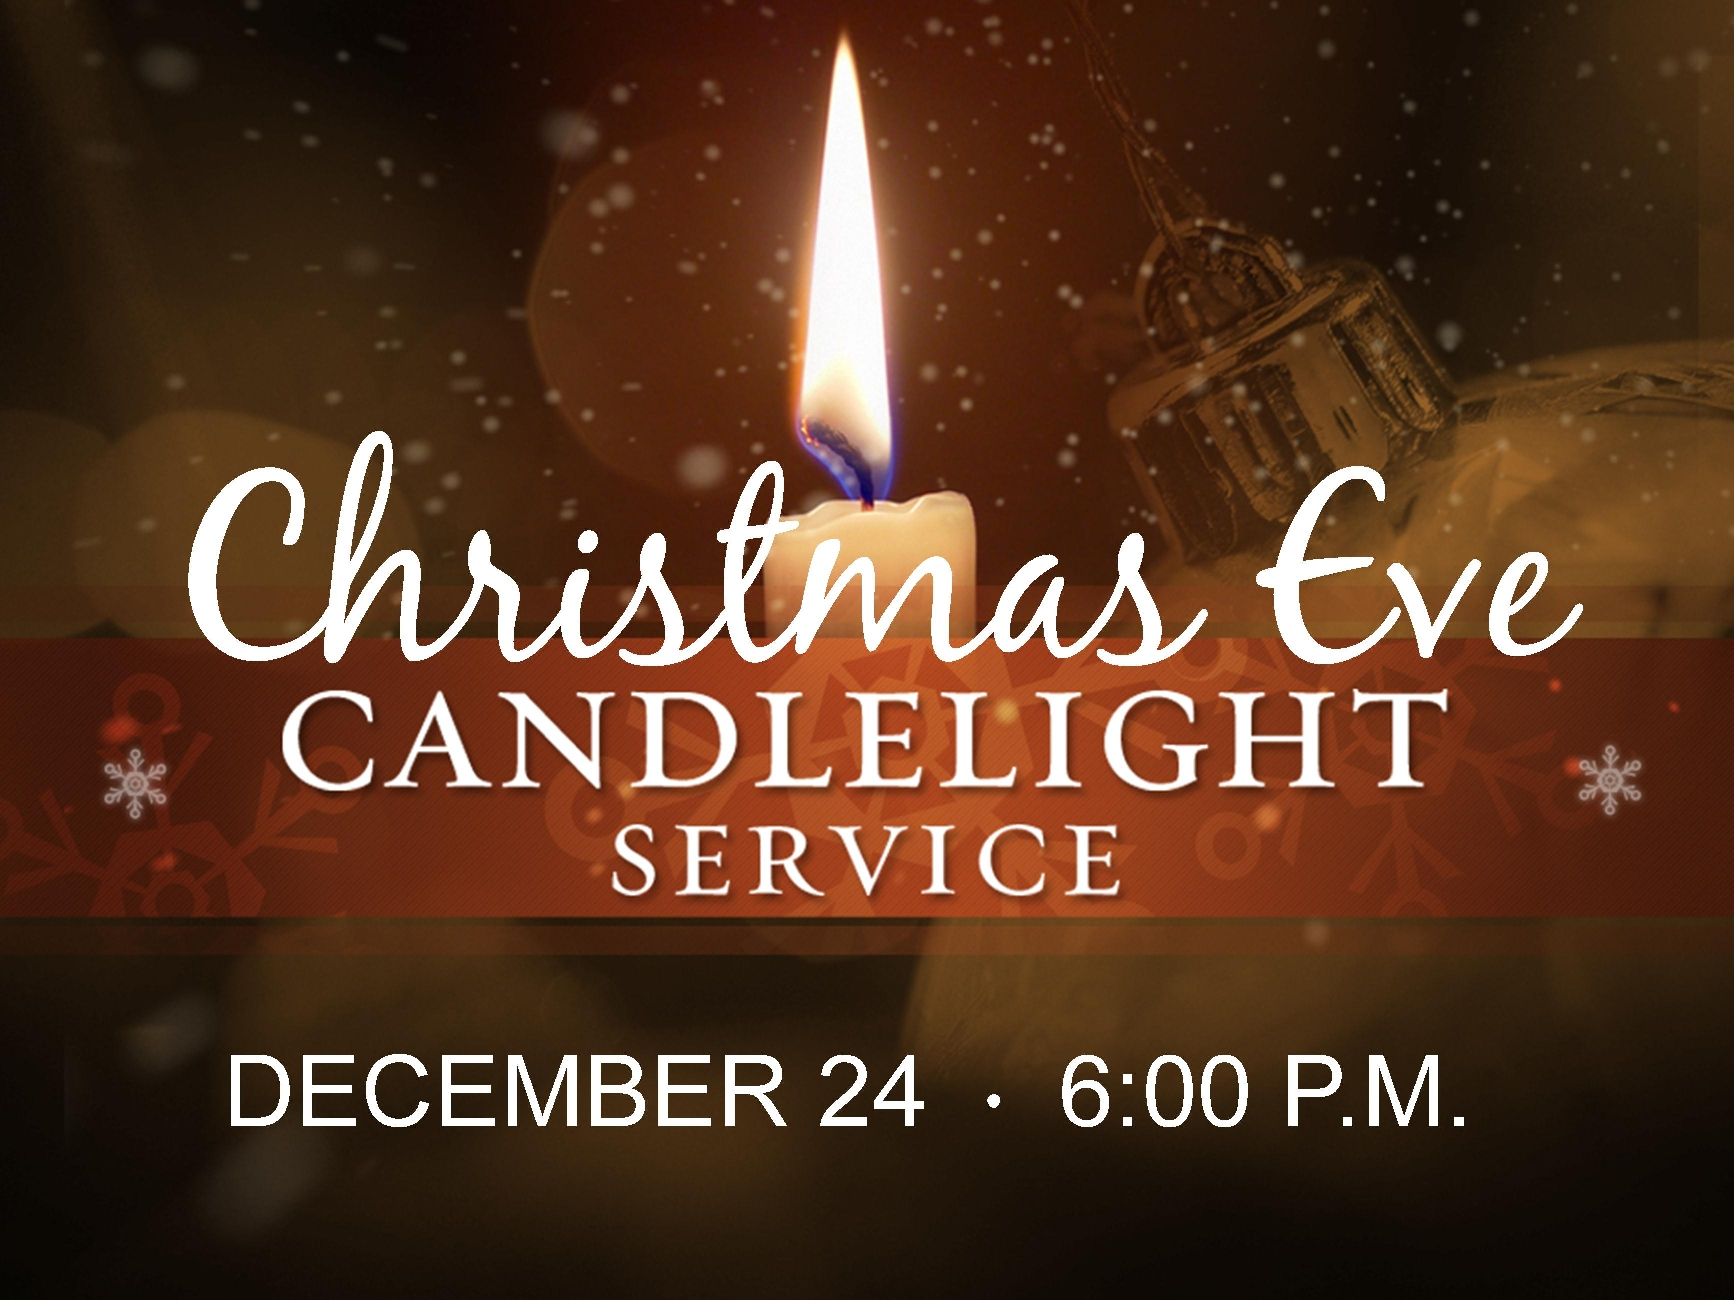 Christmas Eve
CANDLELIGHT
SERVICE
DECEMBER 24 · 6:00 P.M.